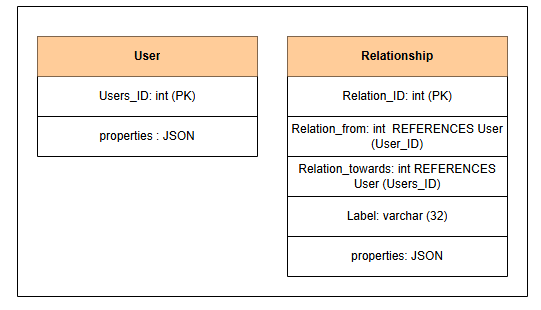 User
Users_ID: int (PK)
properties : JSON
Relationship
Relation_ID: int (PK)
Relation_from: int REFERENCES User
(User_ID)
Relation_towards: int REFERENCES
User (Users_ID)
Label: varchar (32)
properties: JSON